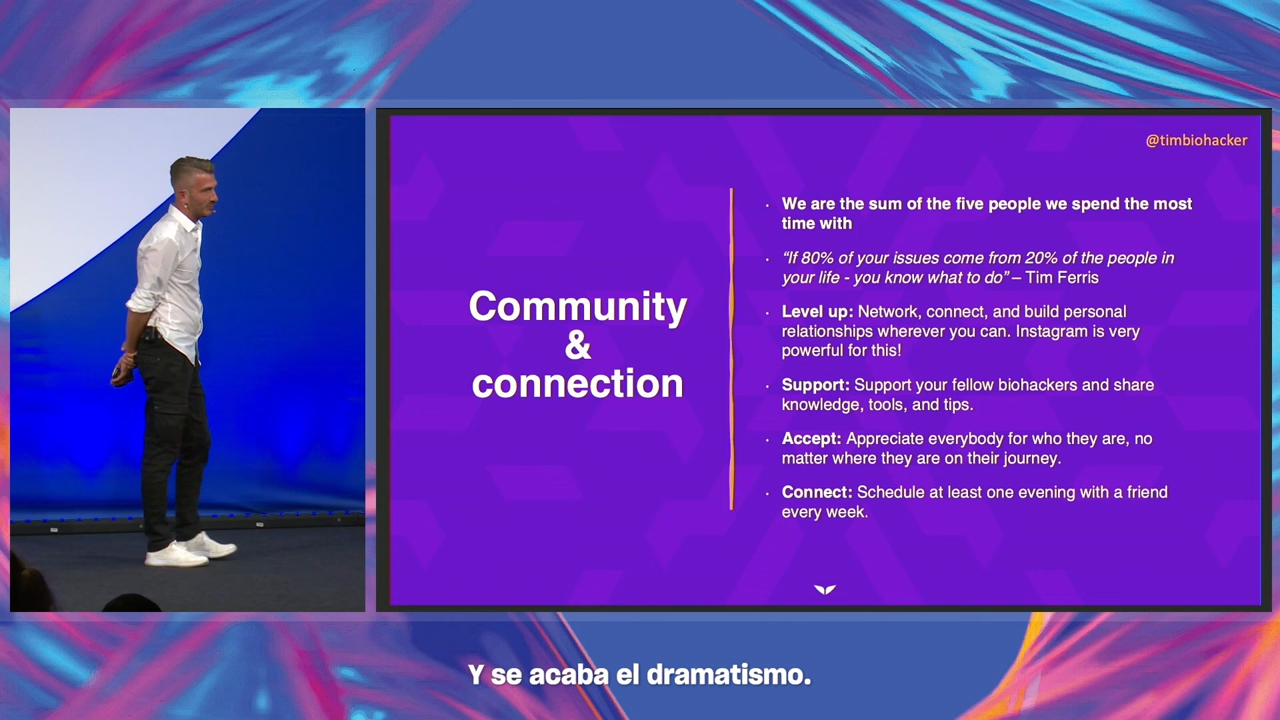 @timbiohacker
Community
&
connection
We are the sum of the five people we spend the most
time with
“If 80% of your issues come from 20% of the people in
your life - you know what to do” – Tim Ferris
Level up: Network, connect, and build personal
relationships wherever you can. Instagram is very
powerful for this!
Support: Support your fellow biohackers and share
knowledge, tools, and tips.
Accept: Appreciate everybody for who they are, no
matter where they are on their journey.
Connect: Schedule at least one evening with a friend
every week.
Y se acaba el dramatismo.